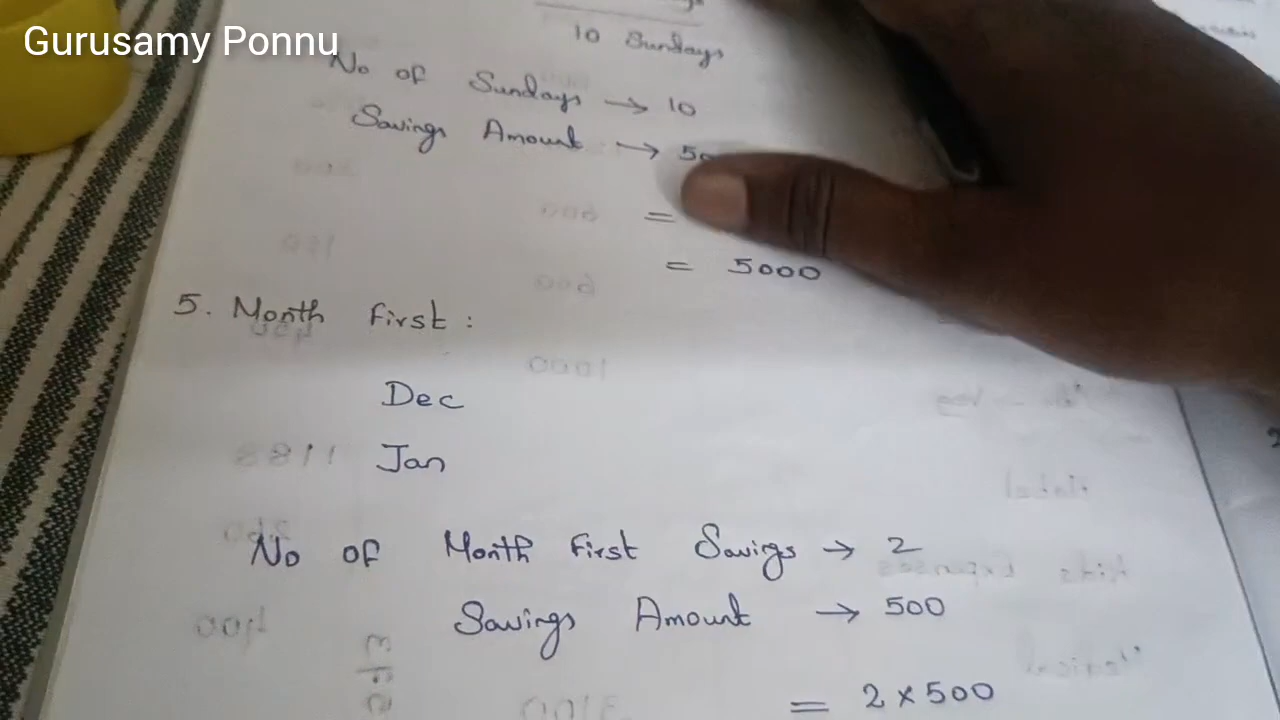 Gurusamy Ponnu
10 Sundays
No of Sundays → 10
Savings Amount →
=
= 5000
5. Month First :
Dec
Jan
No of Month First Savings → 2
Savings Amount → 500
= 2 × 500